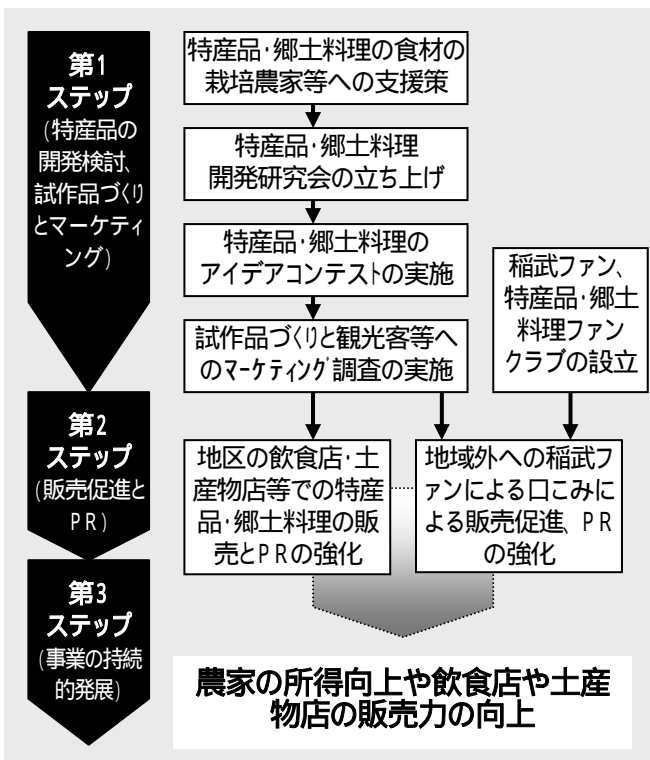 第1
ステップ
(特産品の
開発検討、
試作品づくり
とマーケティ
ング)
特産品･郷土料理の食材の
栽培農家等への支援策
特産品･郷土料理
開発研究会の立ち上げ
特産品･郷土料理の
アイデアコンテストの実施
試作品づくりと観光客等へ
のﾏｰｹﾃｨﾝｸﾞ調査の実施
稲武ファン、
特産品･郷土
料理ファン
クラブの設立
第2
ステップ
(販売促進と
PR)
地区の飲食店･土
産物店等での特産
品･郷土料理の販
売とPRの強化
地域外への稲武フ
ァンによる口こみに
よる販売促進、PR
の強化
第3
ステップ
(事業の持続
的発展)
農家の所得向上や飲食店や土産
物店の販売力の向上